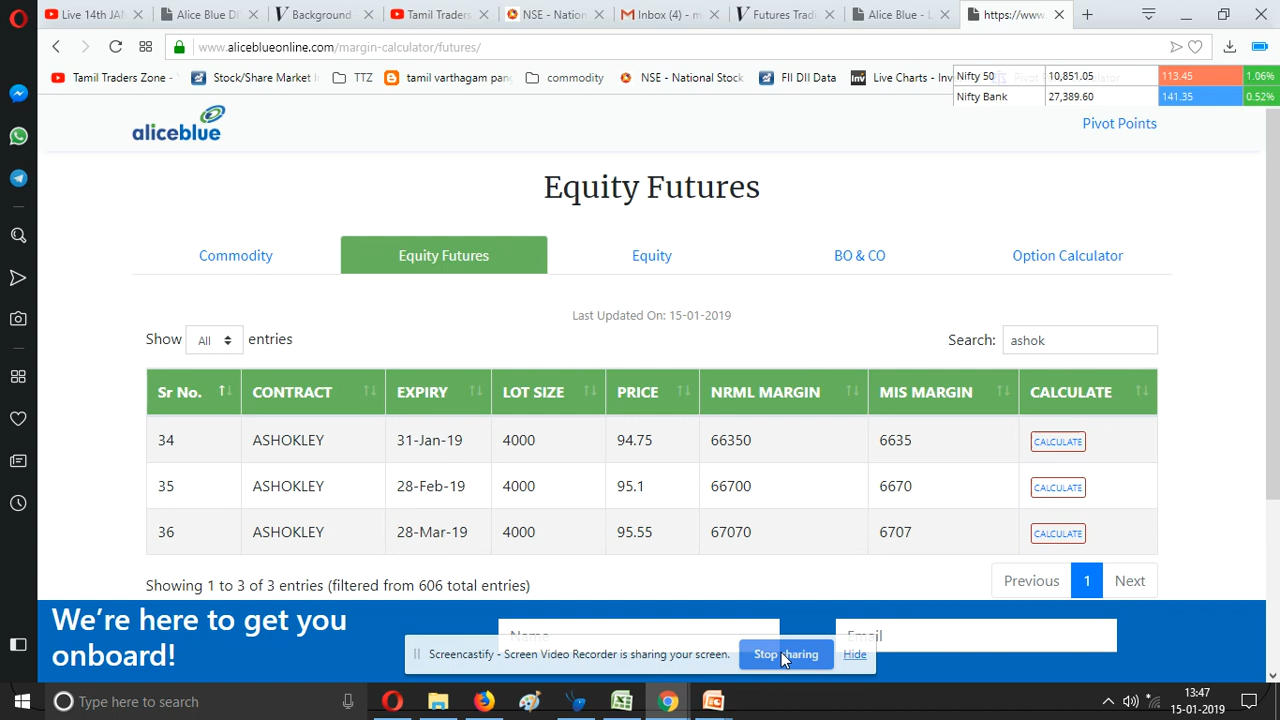 Live 14th JAN
Alice Blue DE
Background
Tamil Traders
NSE - Nation
Inbox (4) - m
Futures Tradi
Alice Blue - L
https://www.
www.aliceblueonline.com/margin-calculator/futures/
Tamil Traders Zone -
Stock/Share Market
TTZ
tamil varthagam pan
commodity
NSE - National Stock
FII DII Data
Live Charts - Inv
Nifty 50 10,851.05 113.45 1.06%
Nifty Bank 27,389.60 141.35 0.52%
aliceblue
Pivot Points
Equity Futures
Commodity Equity Futures Equity BO & CO Option Calculator
Last Updated On: 15-01-2019
Show All entries
Search: ashok
Sr No. CONTRACT EXPIRY LOT SIZE PRICE NRML MARGIN MIS MARGIN CALCULATE
34 ASHOKLEY 31-Jan-19 4000 94.75 66350 6635 CALCULATE
35 ASHOKLEY 28-Feb-19 4000 95.1 66700 6670 CALCULATE
36 ASHOKLEY 28-Mar-19 4000 95.55 67070 6707 CALCULATE
Showing 1 to 3 of 3 entries (filtered from 606 total entries)
Previous 1 Next
We're here to get you
onboard!
Name
Email
Screencastify - Screen Video Recorder is sharing your screen. Stop sharing Hide
Type here to search
13:47
15-01-2019